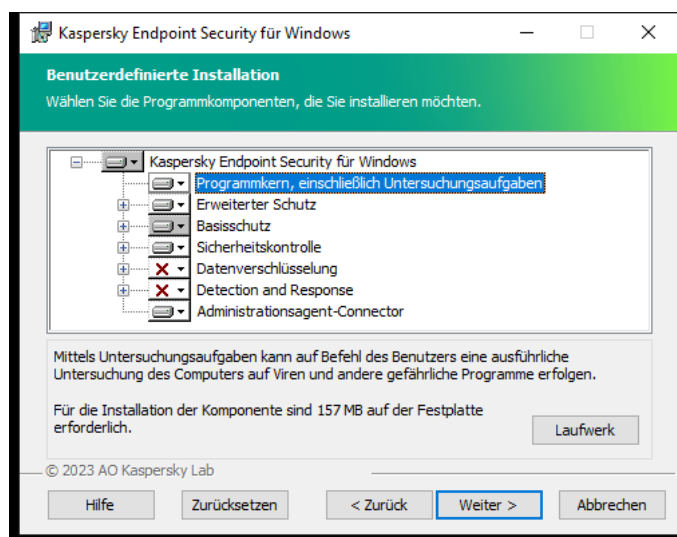 Kaspersky Endpoint Security für Windows
Benutzerdefinierte Installation
Wählen Sie die Programmkomponenten, die Sie installieren möchten.
Kaspersky Endpoint Security für Windows
Programmkern, einschließlich Untersuchungsaufgaben
Erweiterter Schutz
Basisschutz
Sicherheitskontrolle
Datenverschlüsselung
Detection and Response
Administrationsagent-Connector
Mittels Untersuchungsaufgaben kann auf Befehl des Benutzers eine ausführliche
Untersuchung des Computers auf Viren und andere gefährliche Programme erfolgen.
Für die Installation der Komponente sind 157 MB auf der Festplatte
erforderlich.
Laufwerk
© 2023 AO Kaspersky Lab
Hilfe Zurücksetzen < Zurück Weiter > Abbrechen